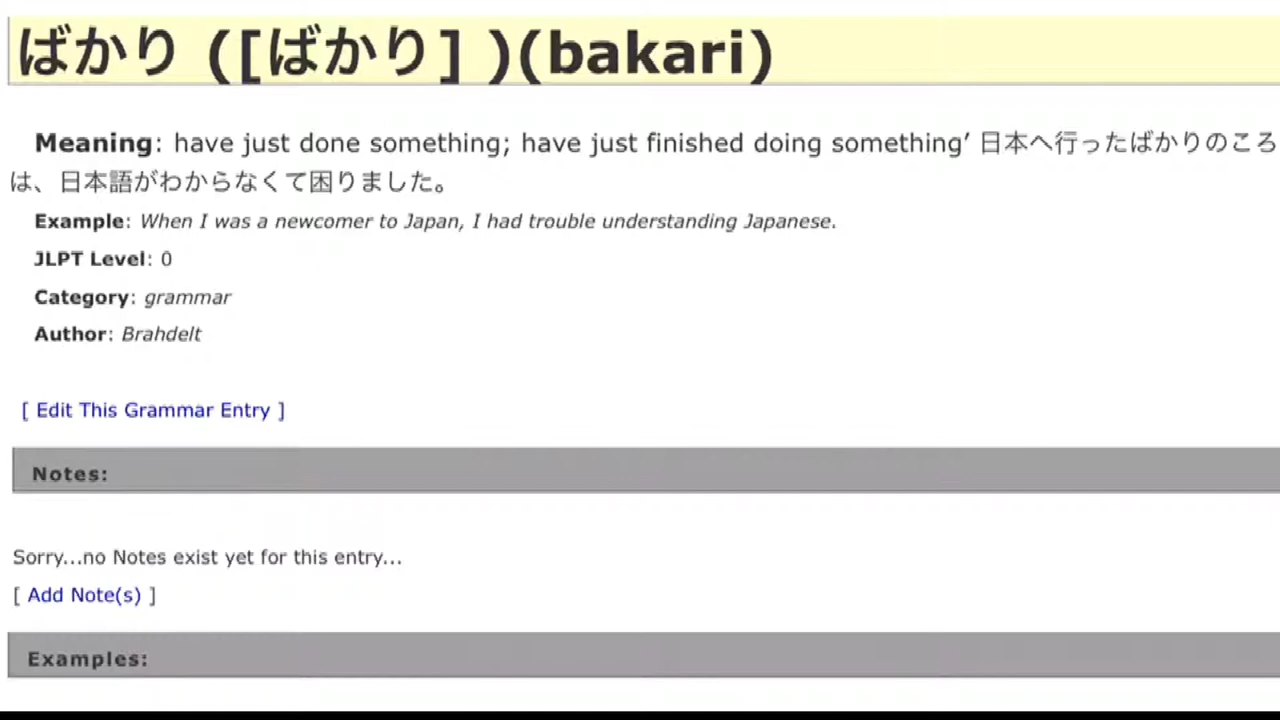 ばかり ([ばかり] )(bakari)
Meaning: have just done something; have just finished doing something’ 日本へ行ったばかりのころ
は、日本語がわからなくて困りました。
Example: When I was a newcomer to Japan, I had trouble understanding Japanese.
JLPT Level: 0
Category: grammar
Author: Brahdelt
[ Edit This Grammar Entry ]
Notes:
Sorry...no Notes exist yet for this entry...
[ Add Note(s) ]
Examples: